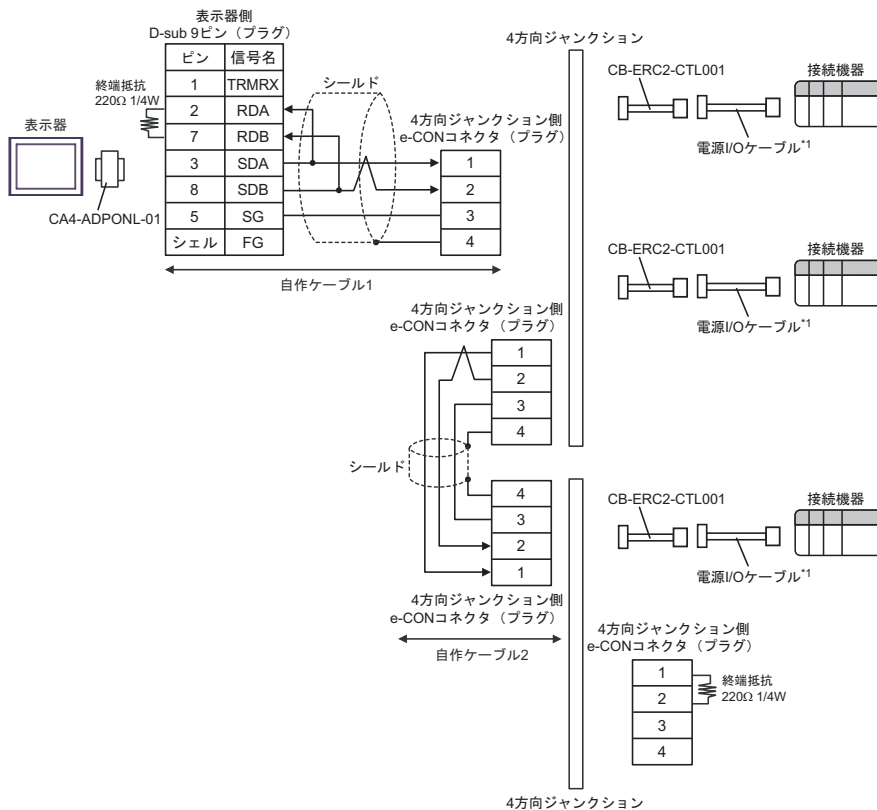 表示器側
D-sub 9ピン（プラグ）
ピン 信号名
1 TRMRX
2 RDA
7 RDB
3 SDA
8 SDB
5 SG
シェル FG
終端抵抗
220Ω 1/4W
表示器
CA4-ADPONL-01
シールド
4方向ジャンクション側
e-CONコネクタ（プラグ）
1
2
3
4
自作ケーブル1
4方向ジャンクション
CB-ERC2-CTL001
接続機器
電源I/Oケーブル*1
CB-ERC2-CTL001
接続機器
電源I/Oケーブル*1
4方向ジャンクション側
e-CONコネクタ（プラグ）
1
2
3
4
シールド
4
3
2
1
4方向ジャンクション側
e-CONコネクタ（プラグ）
自作ケーブル2
CB-ERC2-CTL001
接続機器
電源I/Oケーブル*1
4方向ジャンクション側
e-CONコネクタ（プラグ）
1
2
3
4
終端抵抗
220Ω 1/4W
4方向ジャンクション